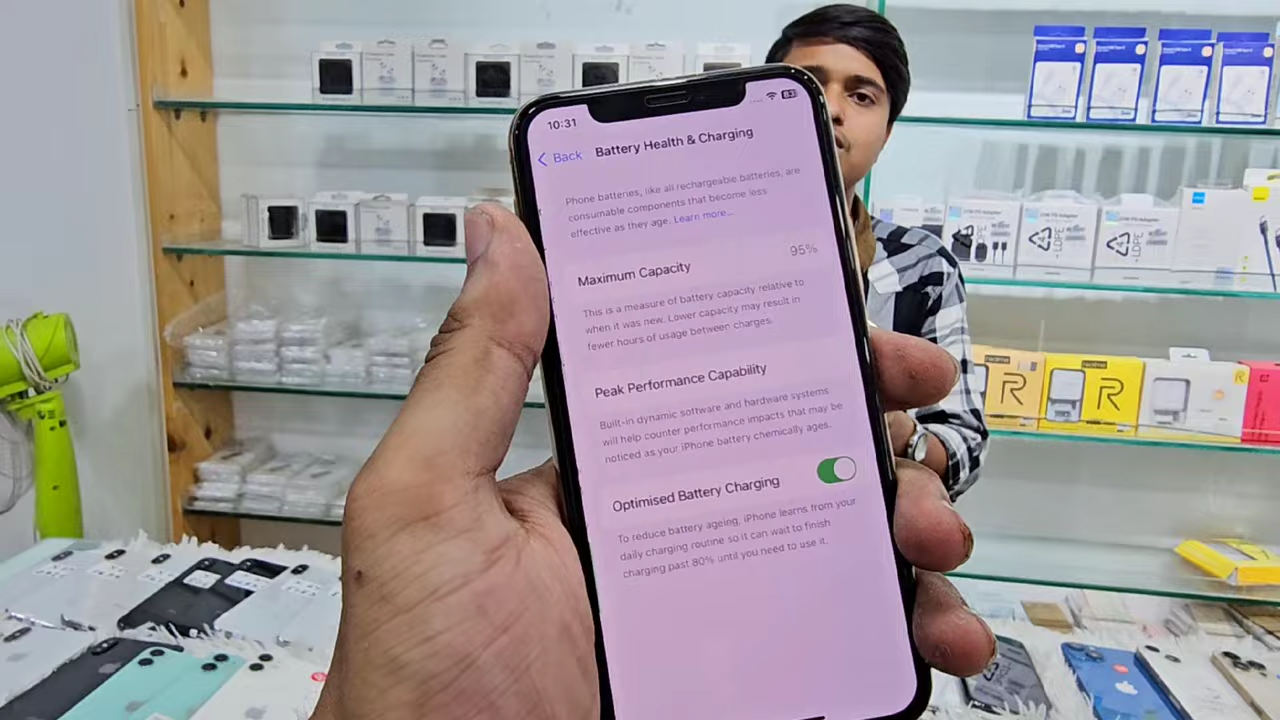 10:31
83
Back
Battery Health & Charging
Phone batteries, like all rechargeable batteries, are
consumable components that become less
effective as they age. Learn more...
Maximum Capacity
95%
This is a measure of battery capacity relative to
when it was new. Lower capacity may result in
fewer hours of usage between charges.
Peak Performance Capability
Built-in dynamic software and hardware systems
will help counter performance impacts that may be
noticed as your iPhone battery chemically ages.
Optimised Battery Charging
To reduce battery ageing, iPhone learns from your
daily charging routine so it can wait to finish
charging past 80% until you need to use it.
LDPE
LDPE
realme
R
realme
R